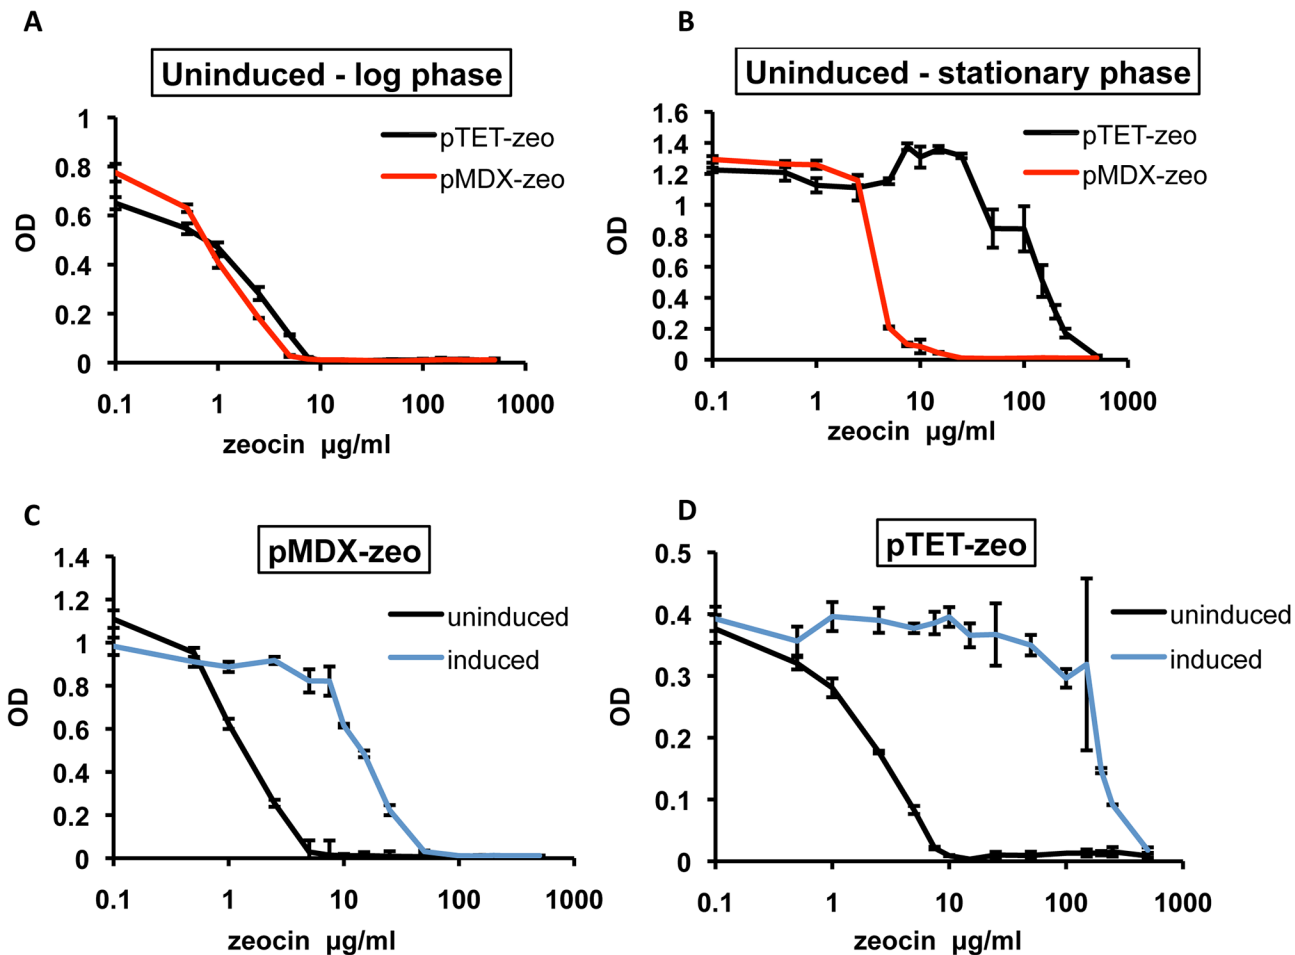 A
Uninduced - log phase
1
0.8
0.6
0.4
0.2
0
OD
pTET-zeo
pMDX-zeo
0.1 1 10 100 1000
zeocin µg/ml
B
Uninduced - stationary phase
1.6
1.4
1.2
1
0.8
0.6
0.4
0.2
0
OD
pTET-zeo
pMDX-zeo
0.1 1 10 100 1000
zeocin µg/ml
C
pMDX-zeo
1.4
1.2
1
0.8
0.6
0.4
0.2
0
OD
uninduced
induced
0.1 1 10 100 1000
zeocin µg/ml
D
pTET-zeo
0.5
0.4
0.3
0.2
0.1
0
OD
uninduced
induced
0.1 1 10 100 1000
zeocin µg/ml